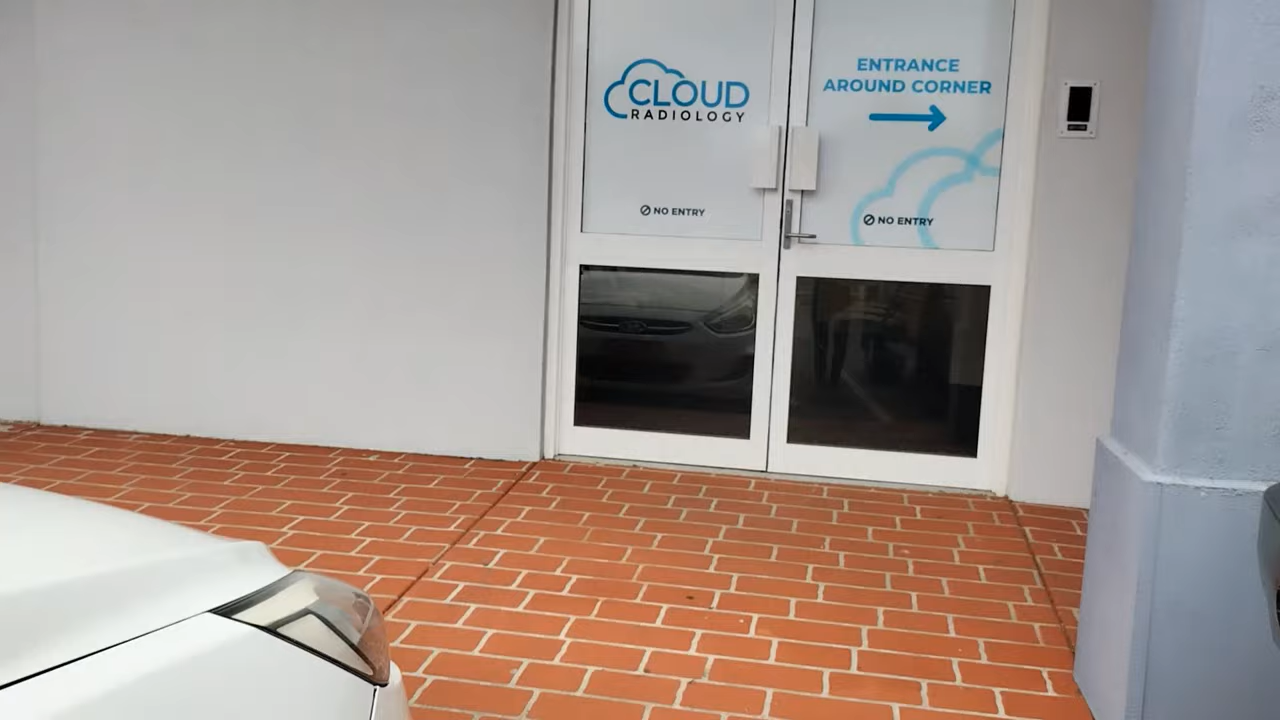 CLOUD
RADIOLOGY
NO ENTRY
ENTRANCE
AROUND CORNER
NO ENTRY